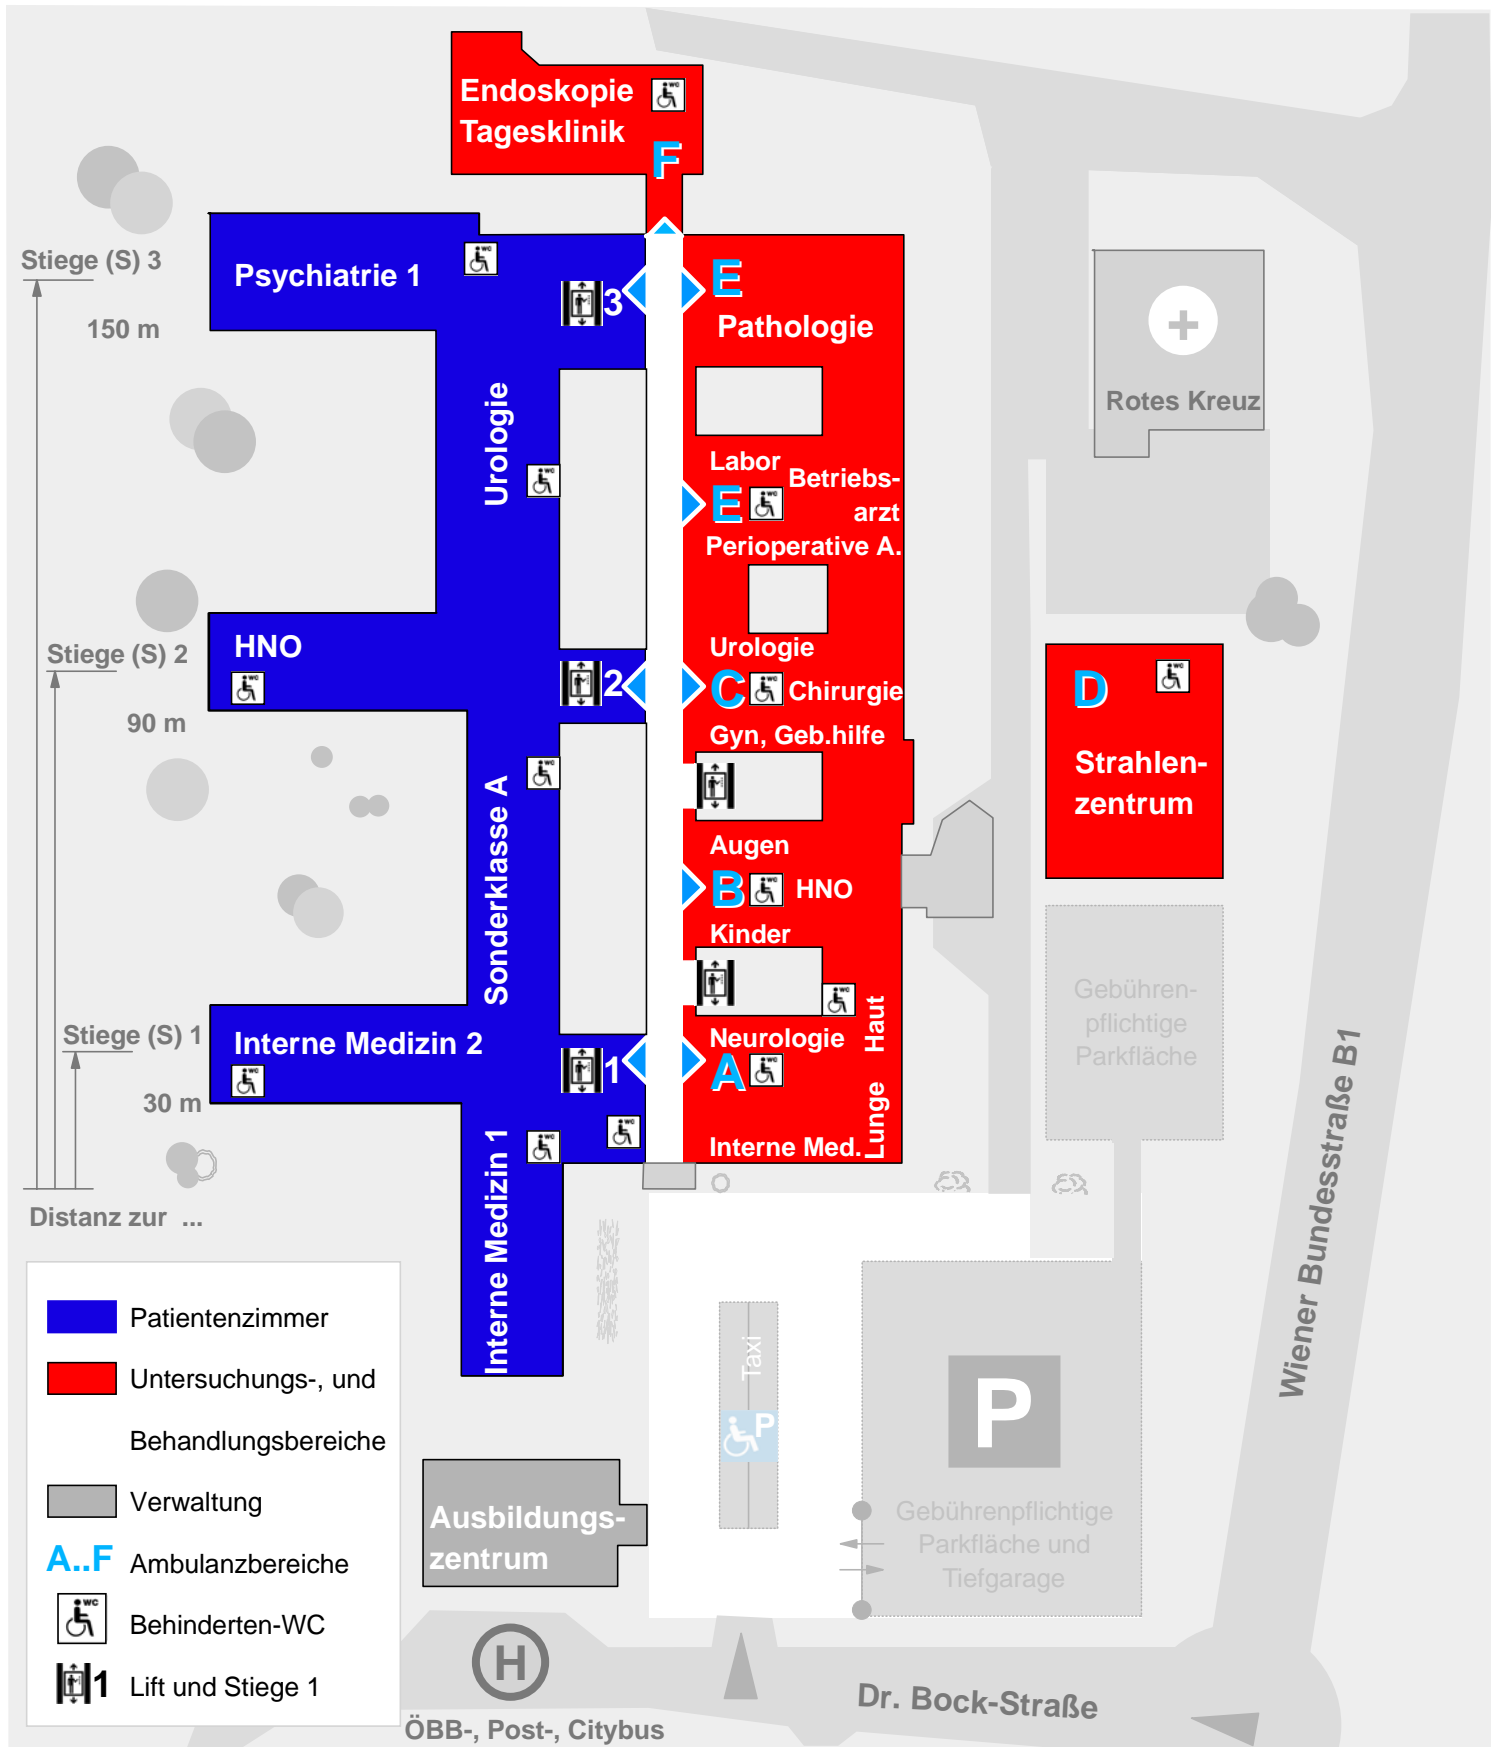 Endoskopie
Tagesklinik
F
Stiege (S) 3
150 m
Psychiatrie 1
3
E
Pathologie
Rotes Kreuz
Urologie
Labor
E
Betriebs-
arzt
Perioperative A.
Stiege (S) 2
90 m
HNO
2
Urologie
C
Chirurgie
Gyn, Geb.hilfe
D
Strahlen-
zentrum
Sonderklasse A
Augen
B
HNO
Kinder
Gebühren-
pflichtige
Parkfläche
Stiege (S) 1
30 m
Interne Medizin 2
1
Neurologie
Haut
A
Lunge
Interne Med.
Interne Medizin 1
Distanz zur ...
Wiener Bundesstraße B1
Patientenzimmer
Untersuchungs-, und
Behandlungsbereiche
Verwaltung
A..F Ambulanzbereiche
WC
Behinderten-WC
1 Lift und Stiege 1
Taxi
P
P
Gebührenpflichtige
Parkfläche und
Tiefgarage
Ausbildungs-
zentrum
H
ÖBB-, Post-, Citybus
Dr. Bock-Straße